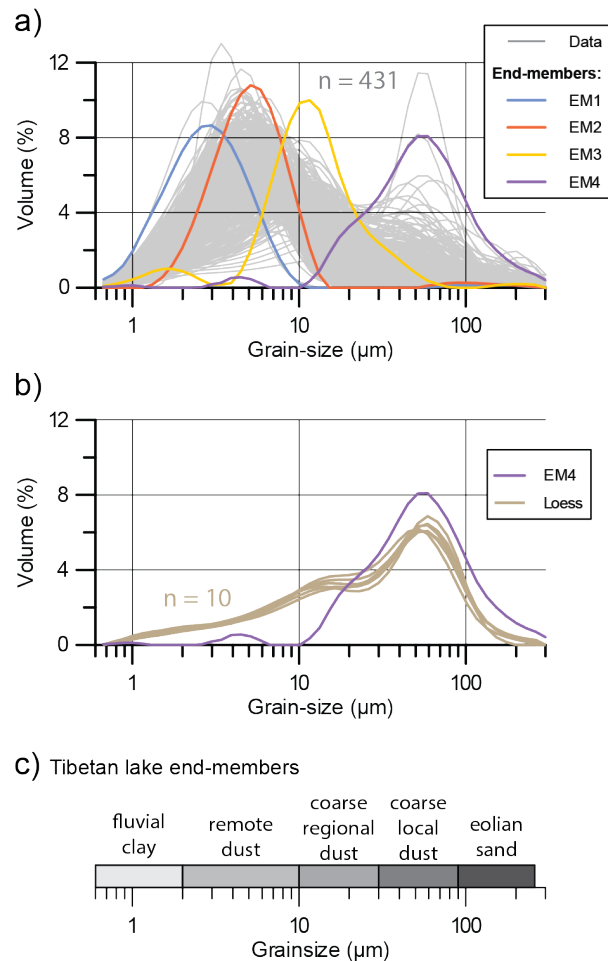 a)
n = 431
Data
End-members:
EM1
EM2
EM3
EM4
12
8
4
0
Volume (%)
1
10
100
Grain-size (µm)
b)
12
8
4
0
Volume (%)
n = 10
EM4
Loess
1
10
100
Grain-size (µm)
c) Tibetan lake end-members
fluvial
clay
remote
dust
coarse
regional
dust
coarse
local
dust
eolian
sand
1
10
100
Grainsize (µm)